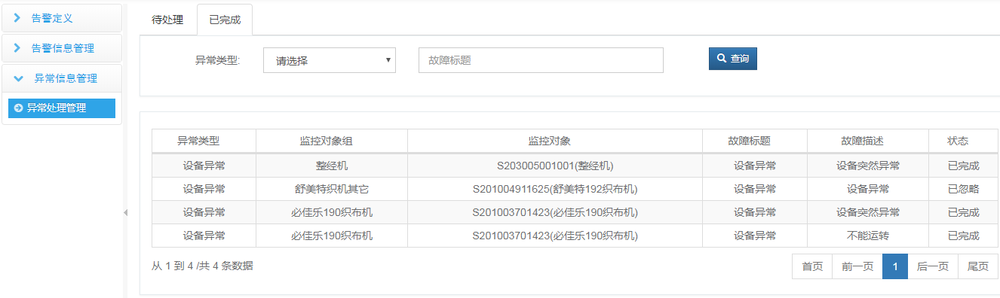 告警定义
告警信息管理
异常信息管理
异常处理管理
待处理 已完成
异常类型: 请选择 故障标题 查询
异常类型 监控对象组 监控对象 故障标题 故障描述 状态
设备异常 整经机 S203005001001(整经机) 设备异常 设备突然异常 已完成
设备异常 舒美特织机其它 S201004911625(舒美特192织布机) 设备异常 设备异常 已忽略
设备异常 必佳乐190织布机 S201003701423(必佳乐190织布机) 设备异常 设备突然异常 已完成
设备异常 必佳乐190织布机 S201003701423(必佳乐190织布机) 设备异常 不能运转 已完成
从 1 到 4 /共 4 条数据 首页 前一页 1 后一页 尾页